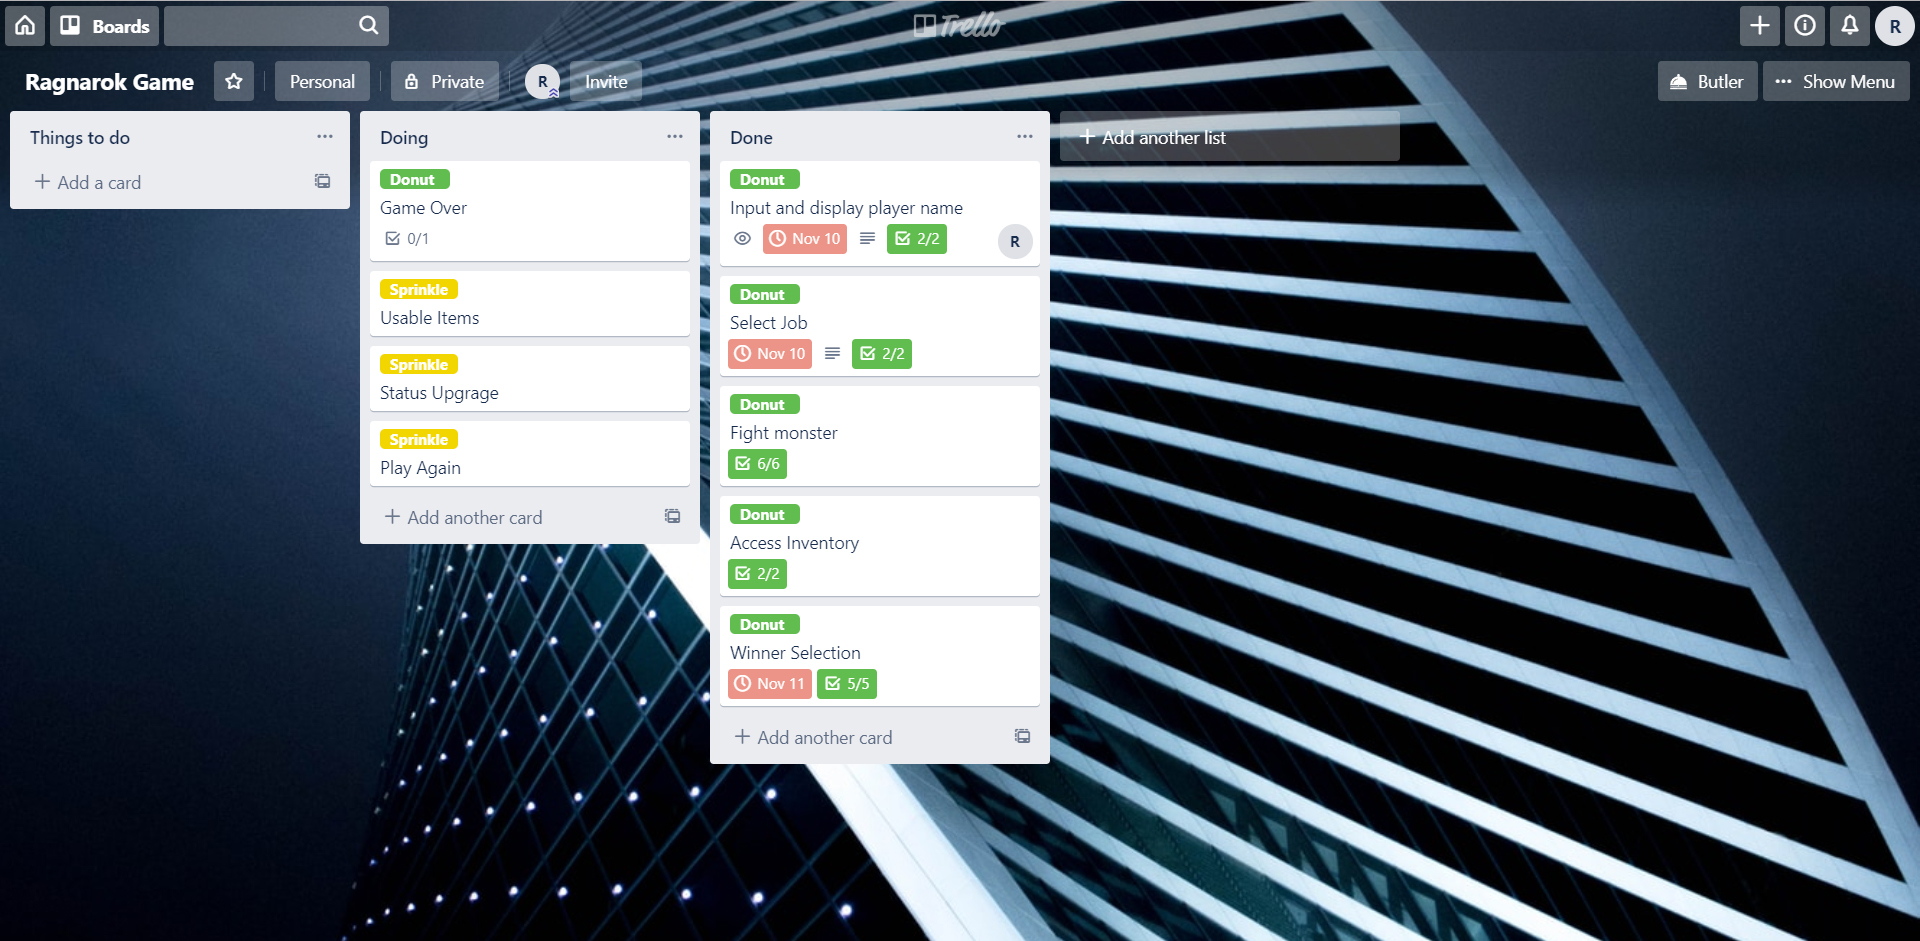 Boards
Trello
R
Ragnarok Game
Personal
Private
R
Invite
Butler
Show Menu
Things to do
Add a card
Doing
Donut
Game Over
0/1
Sprinkle
Usable Items
Sprinkle
Status Upgrage
Sprinkle
Play Again
Add another card
Done
Donut
Input and display player name
Nov 10
2/2
R
Donut
Select Job
Nov 10
2/2
Donut
Fight monster
6/6
Donut
Access Inventory
2/2
Donut
Winner Selection
Nov 11
5/5
Add another card
Add another list